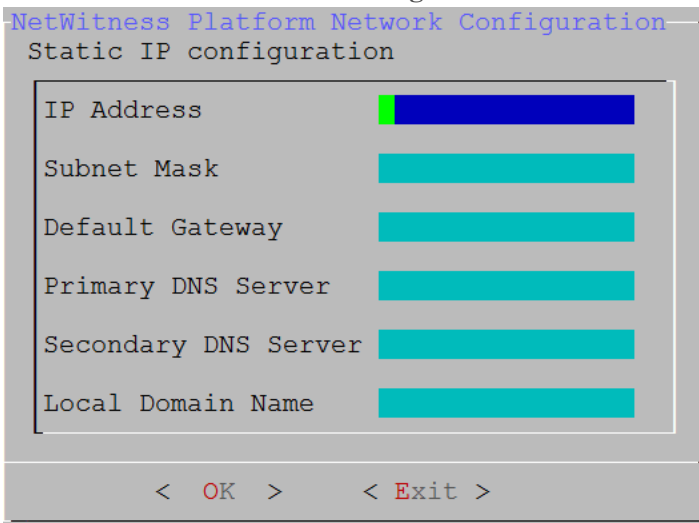 NetWitness Platform Network Configuration
Static IP configuration
IP Address
Subnet Mask
Default Gateway
Primary DNS Server
Secondary DNS Server
Local Domain Name
< OK > < Exit >